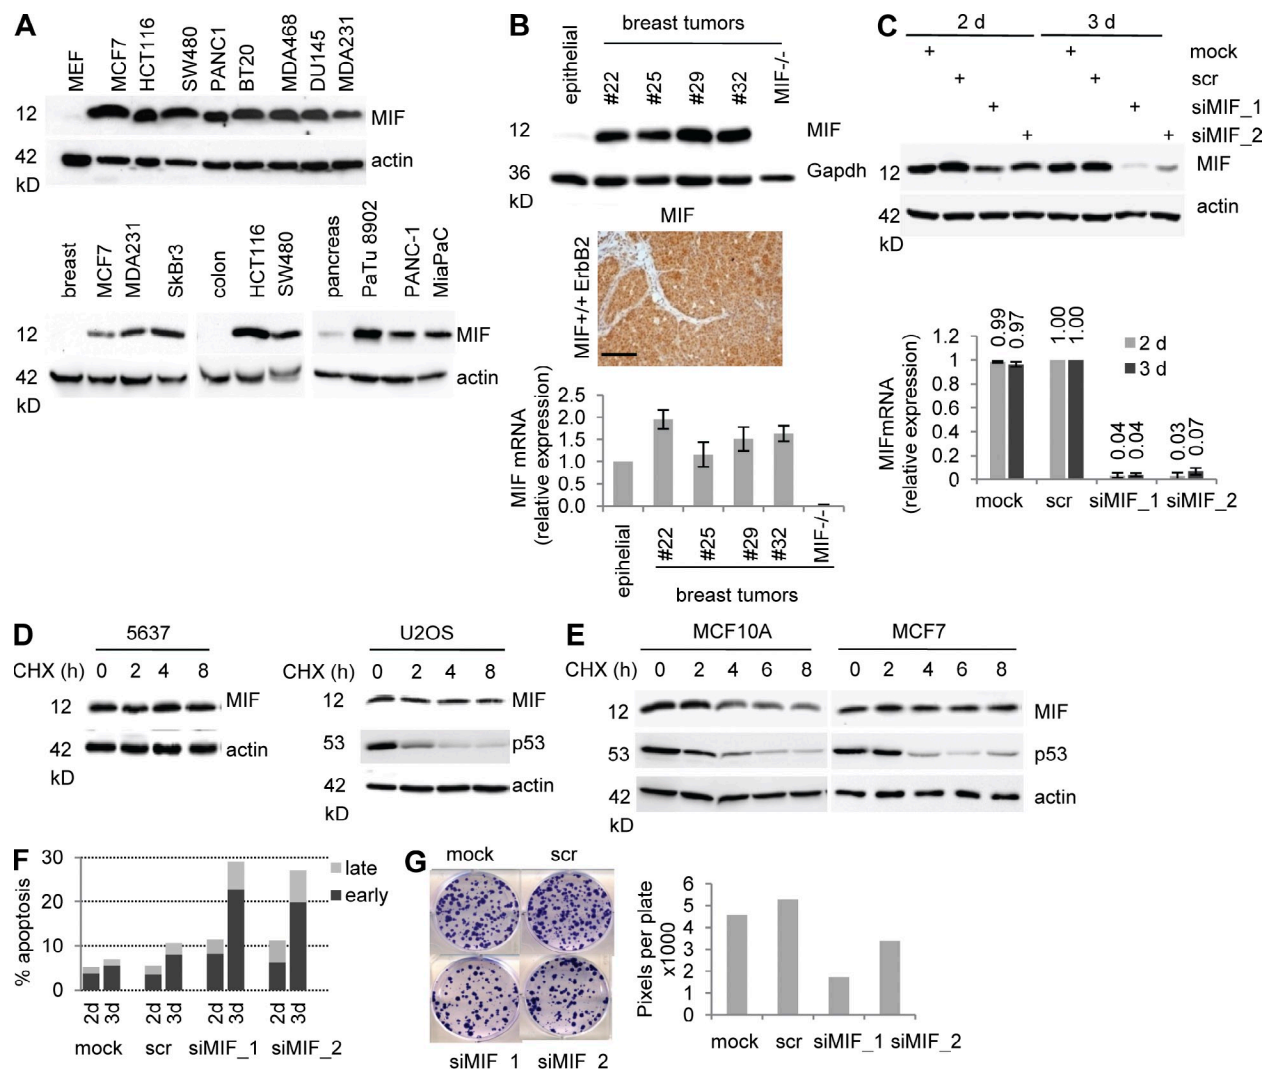 A
MEF MCF7 HCT116 SW480 PANC1 BT20 MDA468 DU145 MDA231
12 MIF
42 actin
kD
breast MCF7 MDA231 SkBr3 colon HCT116 SW480 pancreas PaTu 8902 PANC-1 MiaPaC
12 MIF
42 actin
kD
B
breast tumors
epithelial #22 #25 #29 #32 MIF-/-
12 MIF
36 Gapdh
kD
MIF
MIF+/+ ErbB2
MIF mRNA
(relative expression)
2.5
2.0
1.5
1.0
0.5
0.0
epihelial #22 #25 #29 #32 MIF-/-
breast tumors
C
2 d 3 d
+ + mock
+ + scr
+ + siMIF_1
+ + siMIF_2
12 MIF
42 actin
kD
MIFmRNA
(relative expression)
1.2
1
0.8
0.6
0.4
0.2
0
0.99 0.97 1.00 1.00 0.04 0.04 0.03 0.07
2 d
3 d
mock scr siMIF_1 siMIF_2
D
5637
CHX (h) 0 2 4 8
12 MIF
42 actin
kD
U2OS
CHX (h) 0 2 4 8
12 MIF
53 p53
42 actin
kD
E
MCF10A MCF7
CHX (h) 0 2 4 6 8 0 2 4 6 8
12 MIF
53 p53
42 actin
kD
F
% apoptosis
30
20
10
0
late
early
2d 3d 2d 3d 2d 3d 2d 3d
mock scr siMIF_1 siMIF_2
G
mock scr
siMIF 1 siMIF 2
Pixels per plate
x1000
6
5
4
3
2
1
0
mock scr siMIF_1 siMIF_2